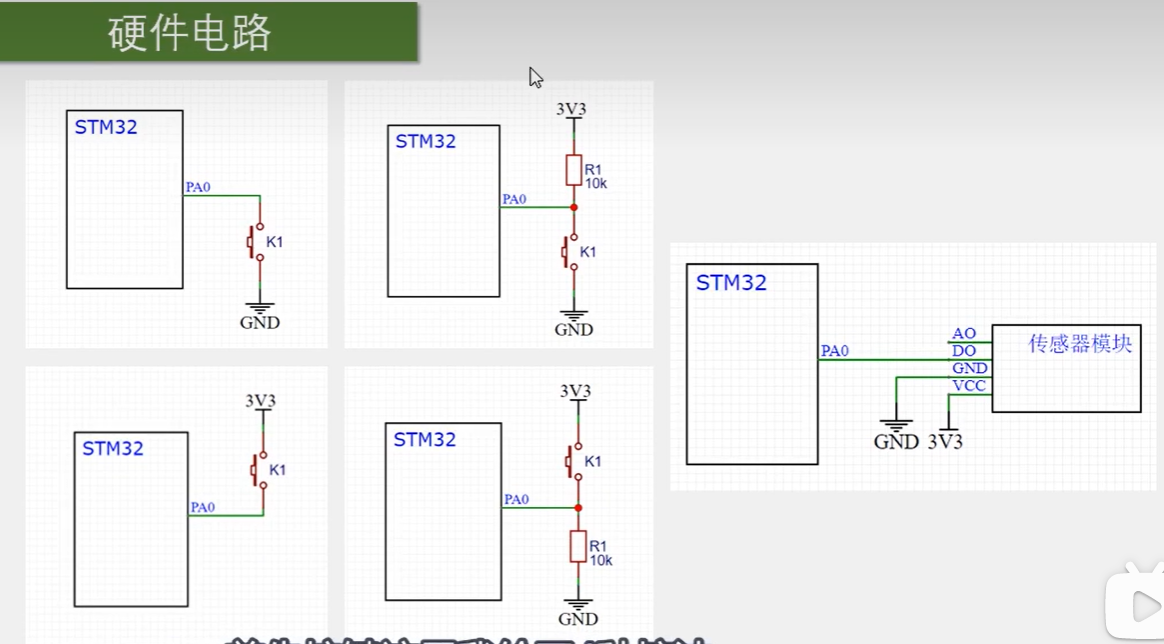 硬件电路
STM32
PA0
K1
GND
3V3
STM32
R1
10k
PA0
K1
GND
3V3
STM32
K1
PA0
3V3
STM32
K1
PA0
R1
10k
GND
STM32
PA0
AO
DO
GND
VCC
传感器模块
GND
3V3